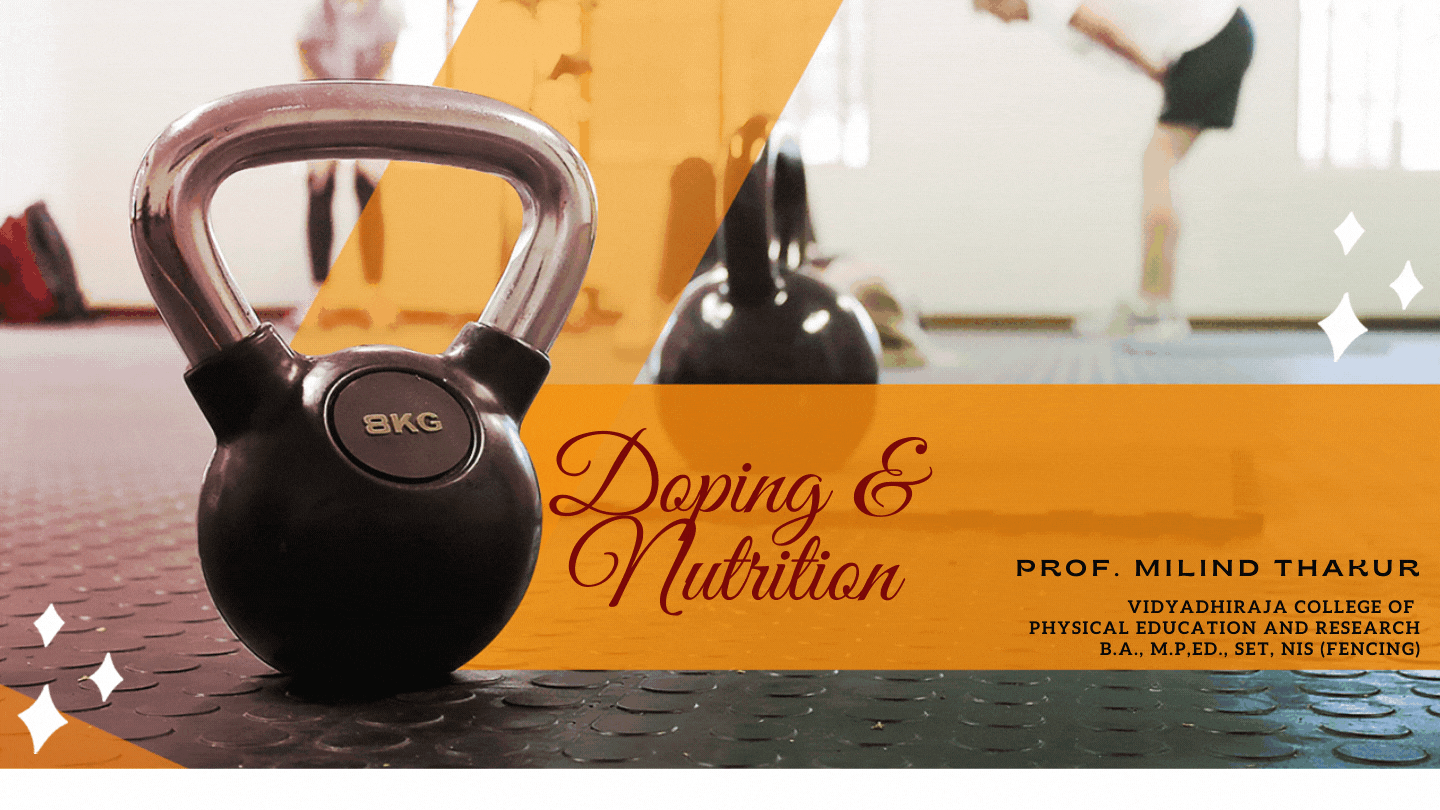 8KG
Doping &
Nutrition
PROF. MILIND THAKUR
VIDYADHIRAJA COLLEGE OF
PHYSICAL EDUCATION AND RESEARCH
B.A., M.P,ED., SET, NIS (FENCING)